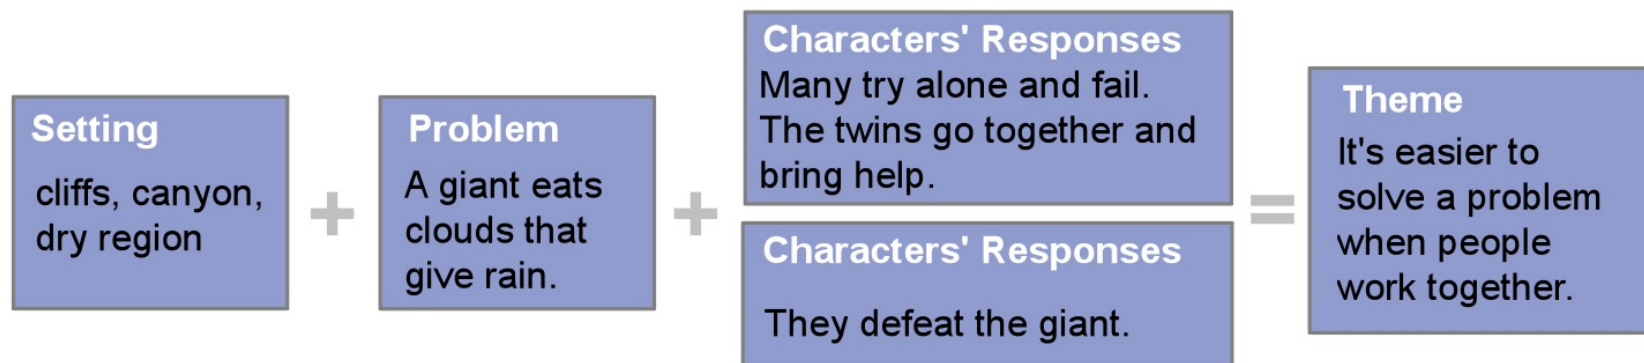 Setting
cliffs, canyon,
dry region
+
Problem
A giant eats
clouds that
give rain.
+
Characters' Responses
Many try alone and fail.
The twins go together and
bring help.
Characters' Responses
They defeat the giant.
=
Theme
It's easier to
solve a problem
when people
work together.